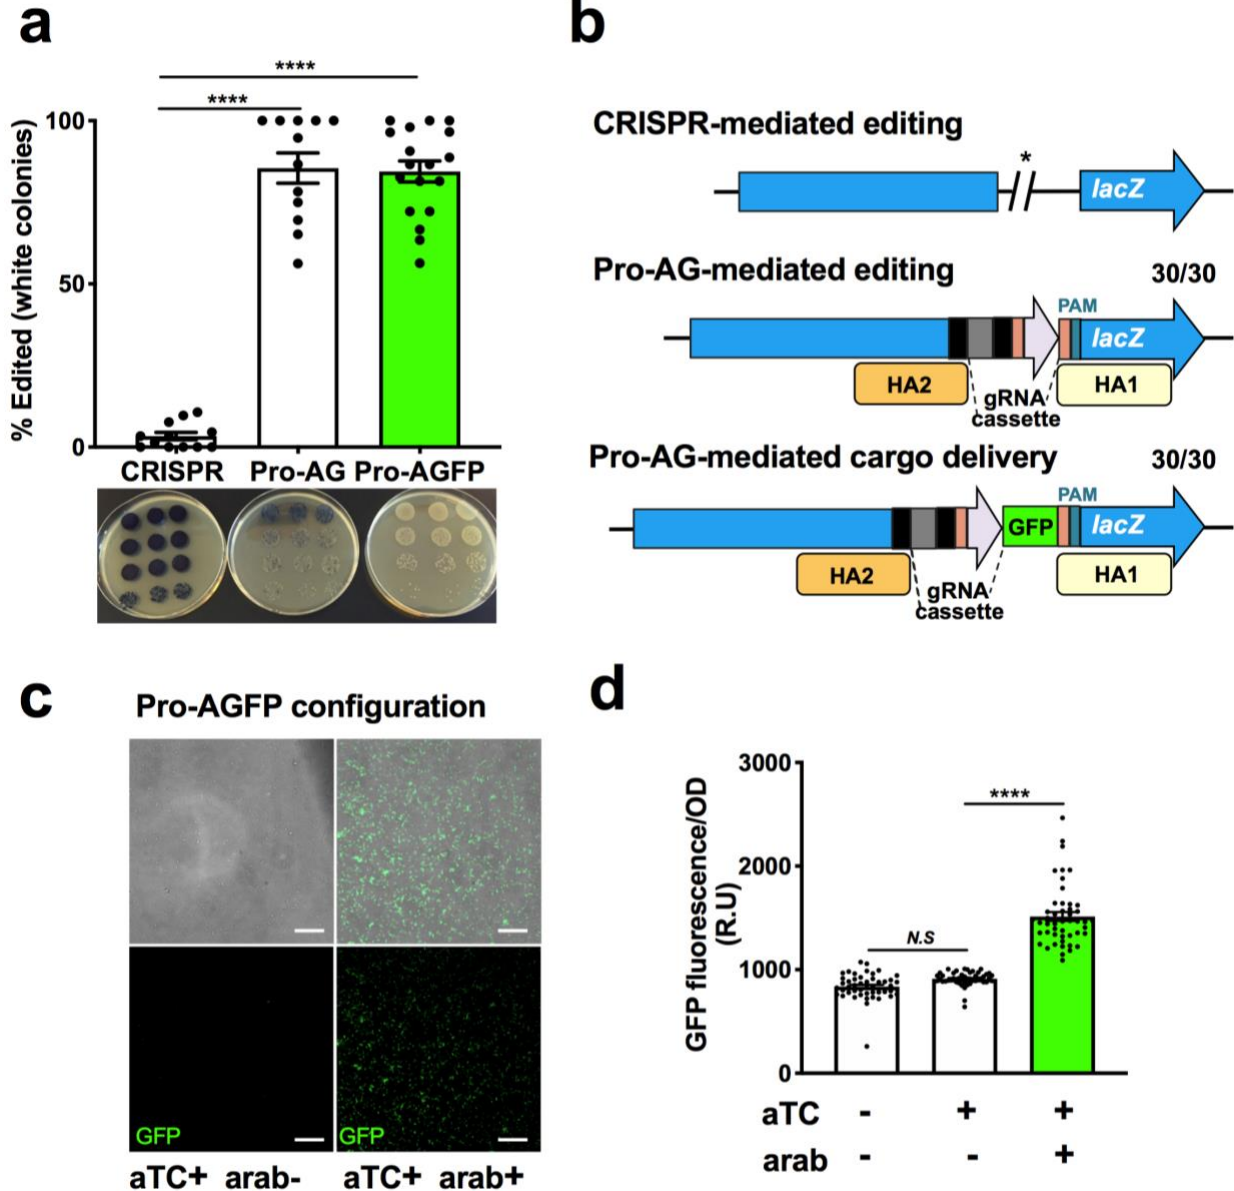 a
****
****
% Edited (white colonies)
100
50
0
CRISPR Pro-AG Pro-AGFP
b
CRISPR-mediated editing
*
lacZ
Pro-AG-mediated editing
30/30
PAM
lacZ
HA2
gRNA
cassette
HA1
Pro-AG-mediated cargo delivery
30/30
PAM
GFP
lacZ
HA2
gRNA
cassette
HA1
c
Pro-AGFP configuration
GFP
GFP
aTC+ arab- aTC+ arab+
d
GFP fluorescence/OD
(R.U)
3000
2000
1000
0
N.S
****
aTC - + +
arab - - +